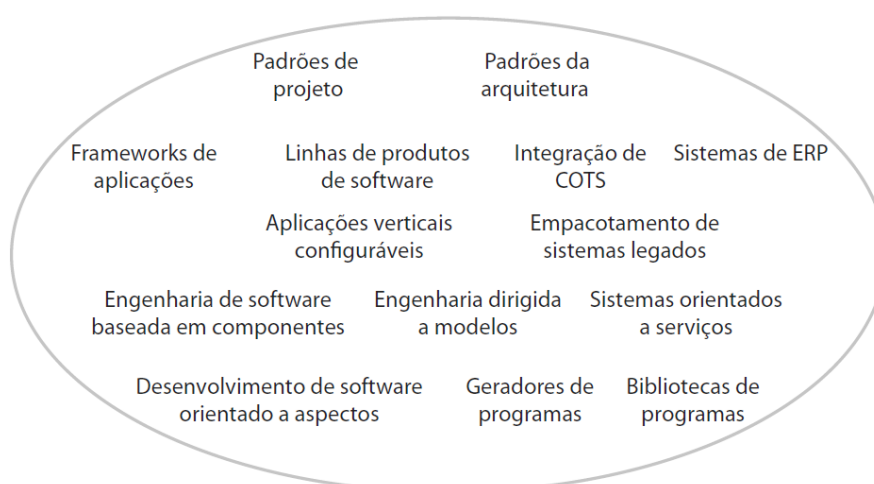 Padrões de
projeto
Padrões da
arquitetura
Frameworks de
aplicações
Linhas de produtos
de software
Integração de
COTS
Sistemas de ERP
Aplicações verticais
configuráveis
Empacotamento de
sistemas legados
Engenharia de software
baseada em componentes
Engenharia dirigida
a modelos
Sistemas orientados
a serviços
Desenvolvimento de software
orientado a aspectos
Geradores de
programas
Bibliotecas de
programas